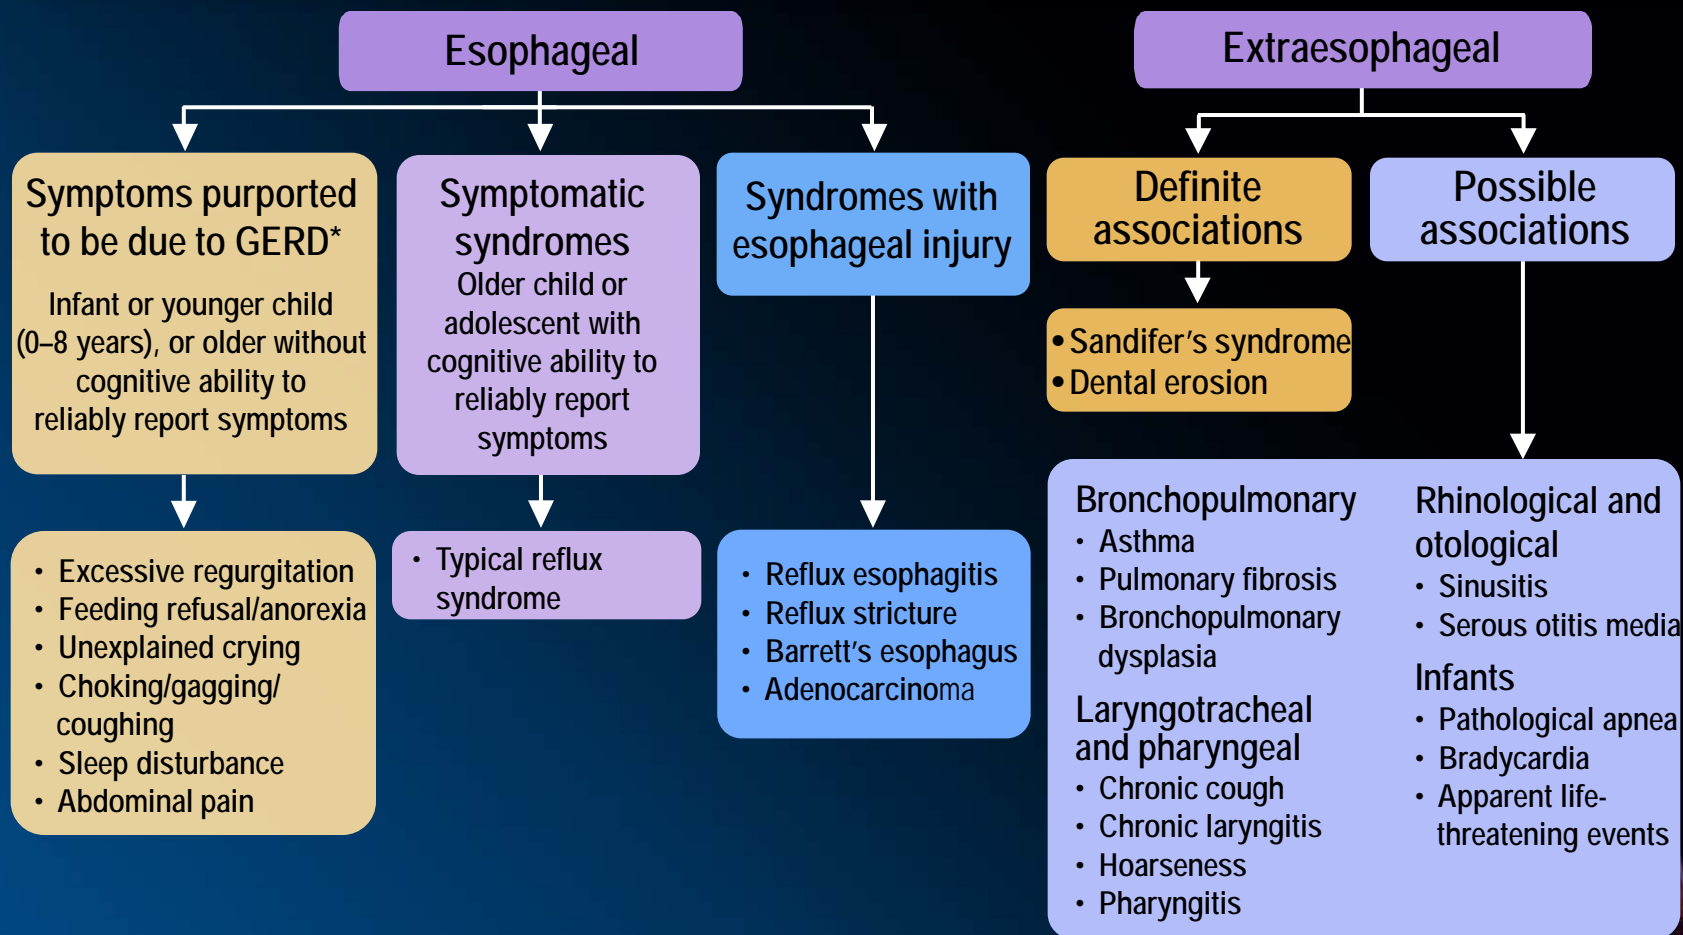 Esophageal
Extraesophageal
Symptoms purported
to be due to GERD*
Infant or younger child
(0–8 years), or older without
cognitive ability to
reliably report symptoms
Symptomatic
syndromes
Older child or
adolescent with
cognitive ability to
reliably report
symptoms
Syndromes with
esophageal injury
Definite
associations
Possible
associations
• Excessive regurgitation
• Feeding refusal/anorexia
• Unexplained crying
• Choking/gagging/
coughing
• Sleep disturbance
• Abdominal pain
• Typical reflux
syndrome
• Reflux esophagitis
• Reflux stricture
• Barrett's esophagus
• Adenocarcinoma
• Sandifer's syndrome
• Dental erosion
Bronchopulmonary
• Asthma
• Pulmonary fibrosis
• Bronchopulmonary
dysplasia
Laryngotracheal
and pharyngeal
• Chronic cough
• Chronic laryngitis
• Hoarseness
• Pharyngitis
Rhinological and
otological
• Sinusitis
• Serous otitis media
Infants
• Pathological apnea
• Bradycardia
• Apparent life-
threatening events